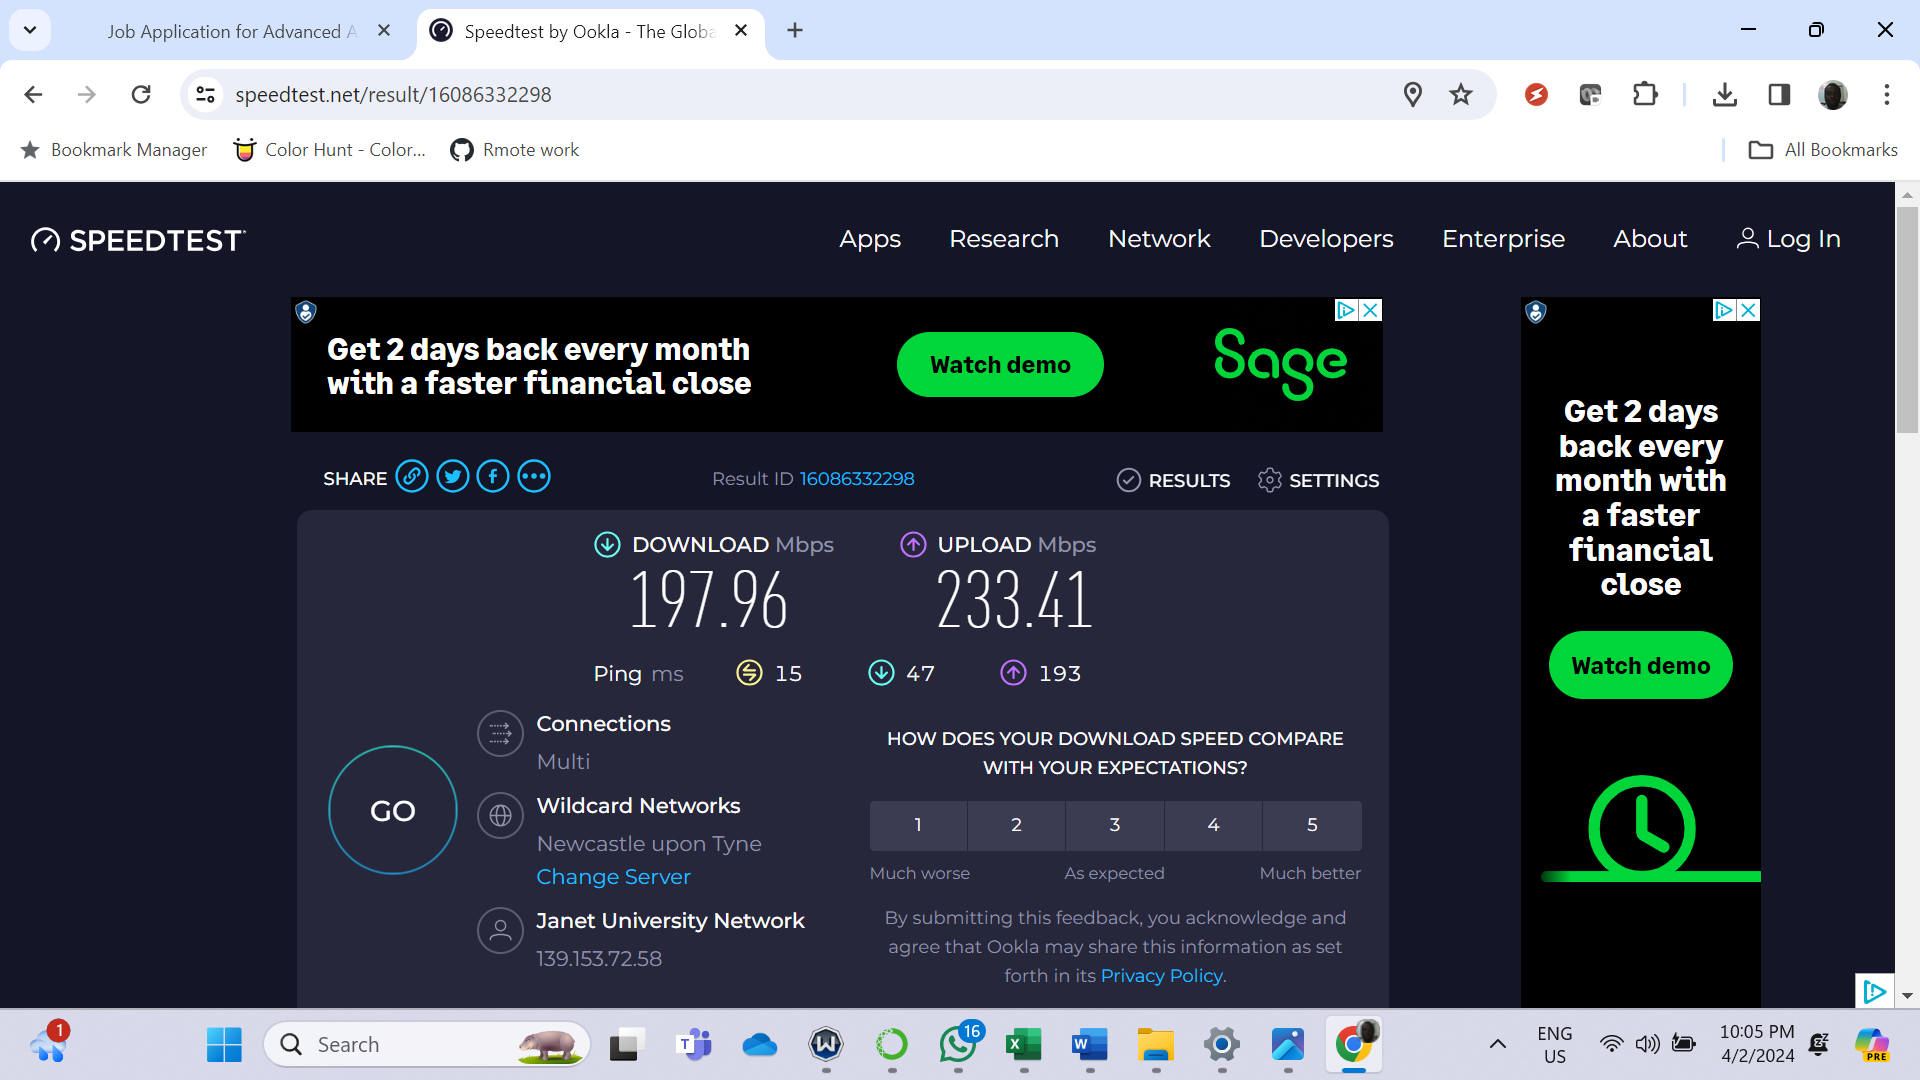 Job Application for Advanced A
Speedtest by Ookla - The Globa
speedtest.net/result/16086332298
Bookmark Manager
Color Hunt - Color...
Rmote work
All Bookmarks
SPEEDTEST
Apps
Research
Network
Developers
Enterprise
About
Log In
Get 2 days back every month
with a faster financial close
Watch demo
Sage
Get 2 days
back every
month with
a faster
financial
close
Watch demo
SHARE
Result ID 16086332298
RESULTS
SETTINGS
DOWNLOAD Mbps
197.96
UPLOAD Mbps
233.41
Ping ms
15
47
193
GO
Connections
Multi
Wildcard Networks
Newcastle upon Tyne
Change Server
Janet University Network
139.153.72.58
HOW DOES YOUR DOWNLOAD SPEED COMPARE
WITH YOUR EXPECTATIONS?
1 2 3 4 5
Much worse
As expected
Much better
By submitting this feedback, you acknowledge and
agree that Ookla may share this information as set
forth in its Privacy Policy.
1
Search
16
ENG
US
10:05 PM
4/2/2024
PRE